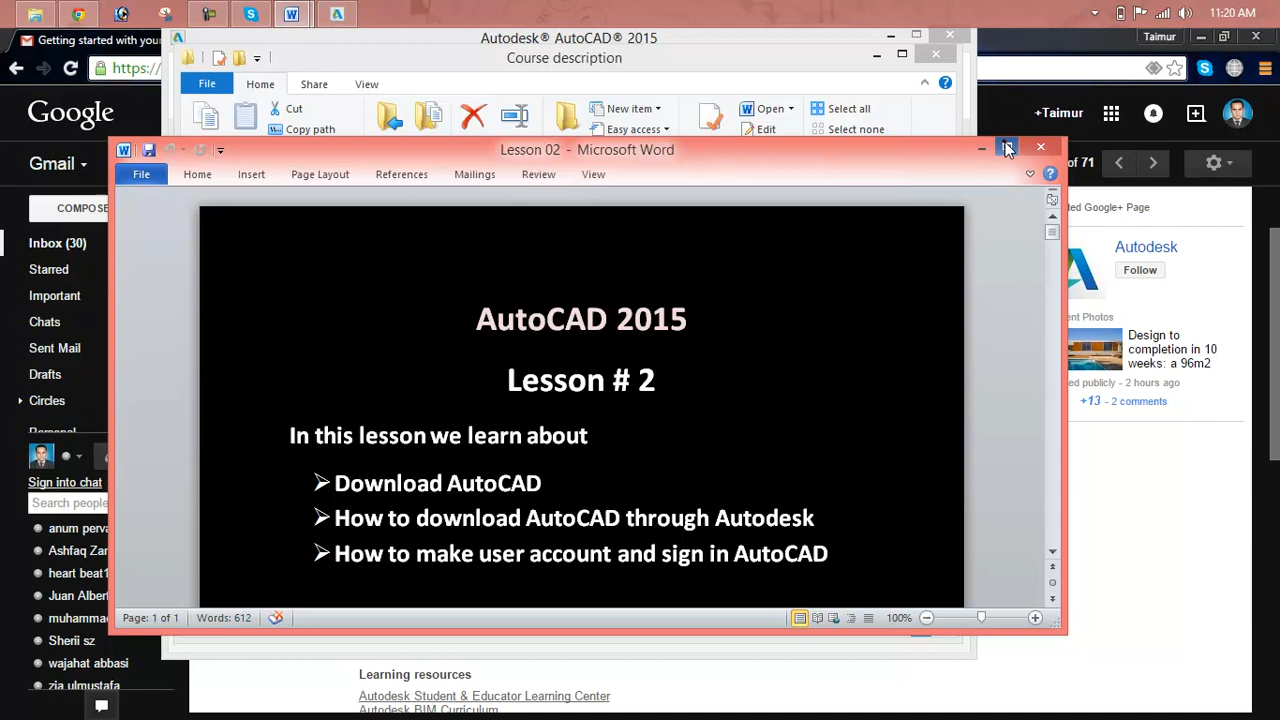 11:20 AM
Getting started with your
Autodesk® AutoCAD® 2015
Taimur
https://
Course description
File
Home
Share
View
Google
Cut
Copy path
New item
Easy access
Open
Edit
Select all
Select none
+Taimur
Gmail
of 71
Lesson 02 - Microsoft Word
File
Home
Insert
Page Layout
References
Mailings
Review
View
COMPOSE
Inbox (30)
Starred
Important
Chats
Sent Mail
Drafts
Circles
Personal
Sign into chat
Search people
anum perva
Ashfaq Zar
heart beat1
Juan Albert
muhammac
Sherii sz
wajahat abbasi
zia ulmustafa
AutoCAD 2015
Lesson # 2
In this lesson we learn about
➢ Download AutoCAD
➢ How to download AutoCAD through Autodesk
➢ How to make user account and sign in AutoCAD
Page: 1 of 1
Words: 612
100%
ted Google+ Page
Autodesk
Follow
ent Photos
Design to
completion in 10
weeks: a 96m2
ed publicly - 2 hours ago
+13 - 2 comments
Learning resources
Autodesk Student & Educator Learning Center
Autodesk BIM Curriculum